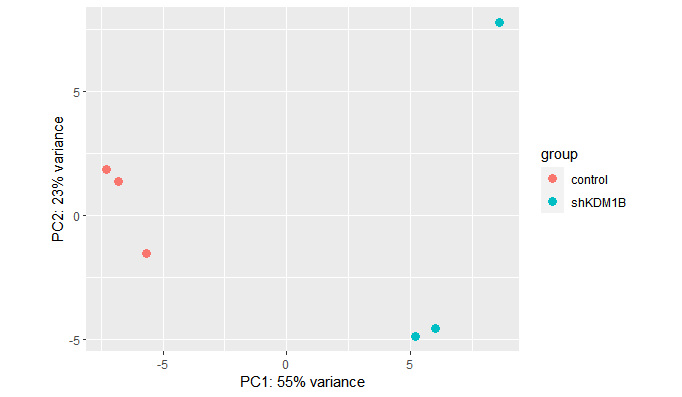 5
0
-5
PC2: 23% variance
-5
0
5
PC1: 55% variance
group
control
shKDM1B